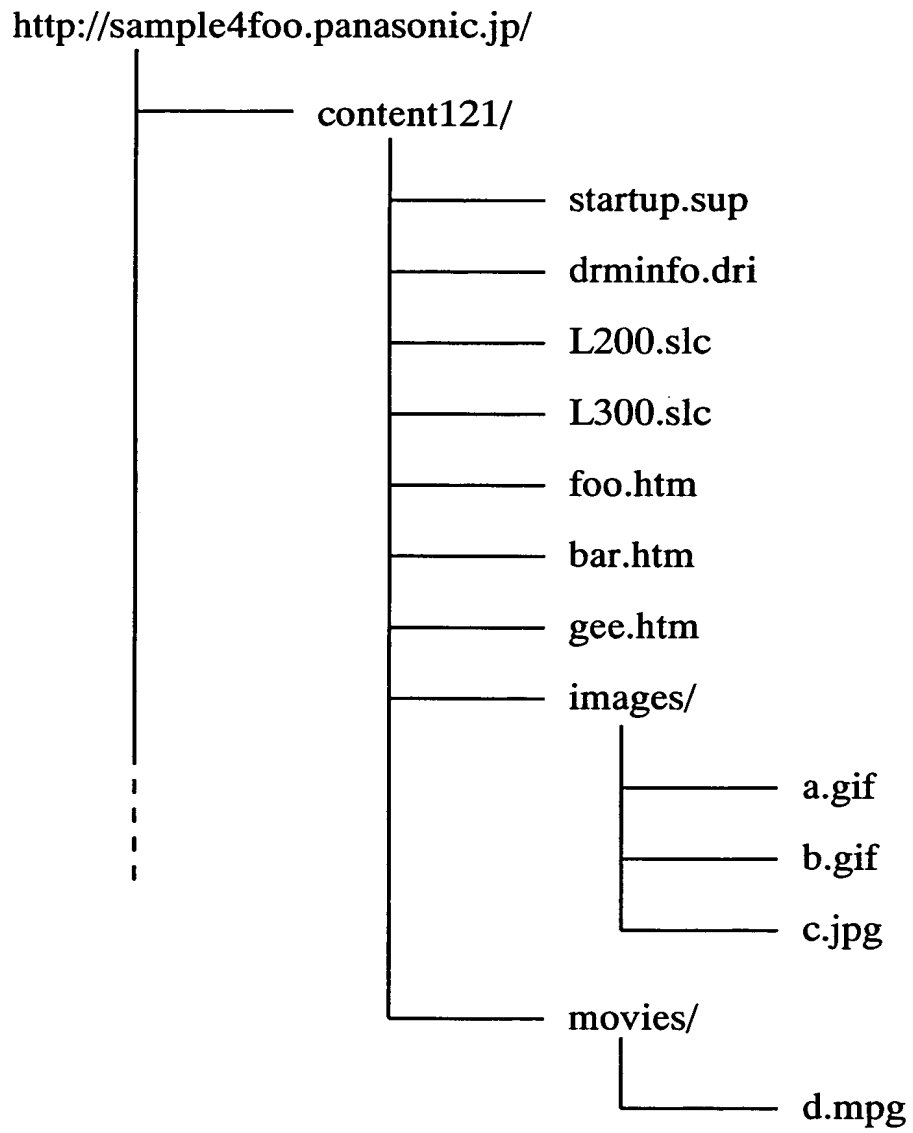 http://sample4foo.panasonic.jp/
content121/
startup.sup
drminfo.dri
L200.slc
L300.slc
foo.htm
bar.htm
gee.htm
images/
a.gif
b.gif
c.jpg
movies/
d.mpg